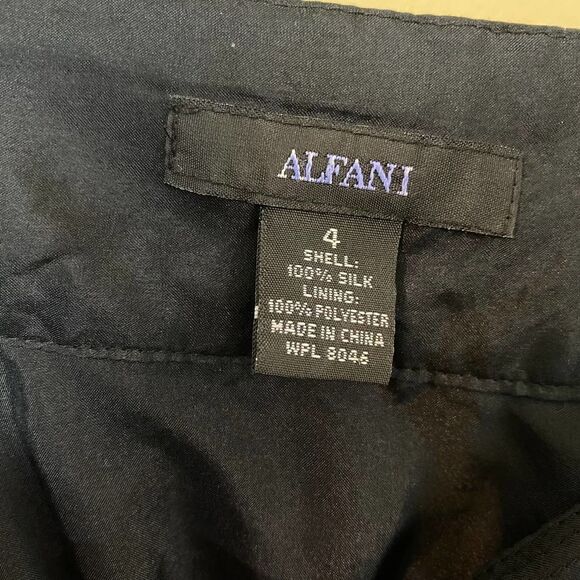 ALFANI
4
SHELL:
100% SILK
LINING:
100% POLYESTER
MADE IN CHINA
WPL 8046